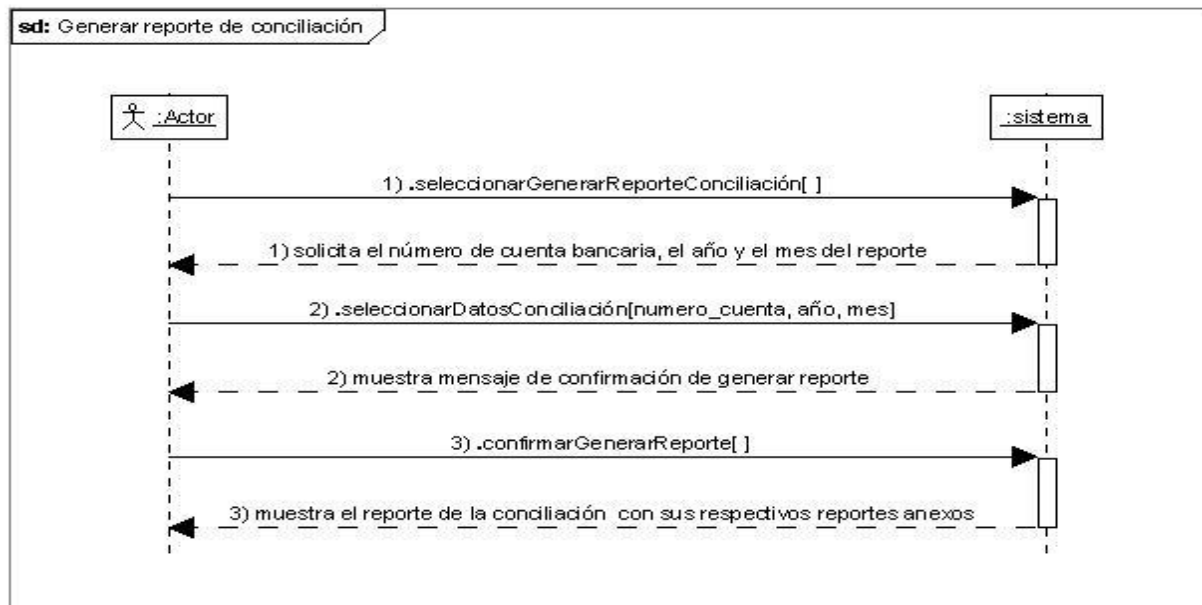 sd: Generar reporte de conciliación
:Actor
:sistema
1) .seleccionarGenerarReporteConciliación[ ]
1) solicita el número de cuenta bancaria, el año y el mes del reporte
2) .seleccionarDatosConciliación[numero_cuenta, año, mes]
2) muestra mensaje de confirmación de generar reporte
3) .confirmarGenerarReporte[ ]
3) muestra el reporte de la conciliación con sus respectivos reportes anexos